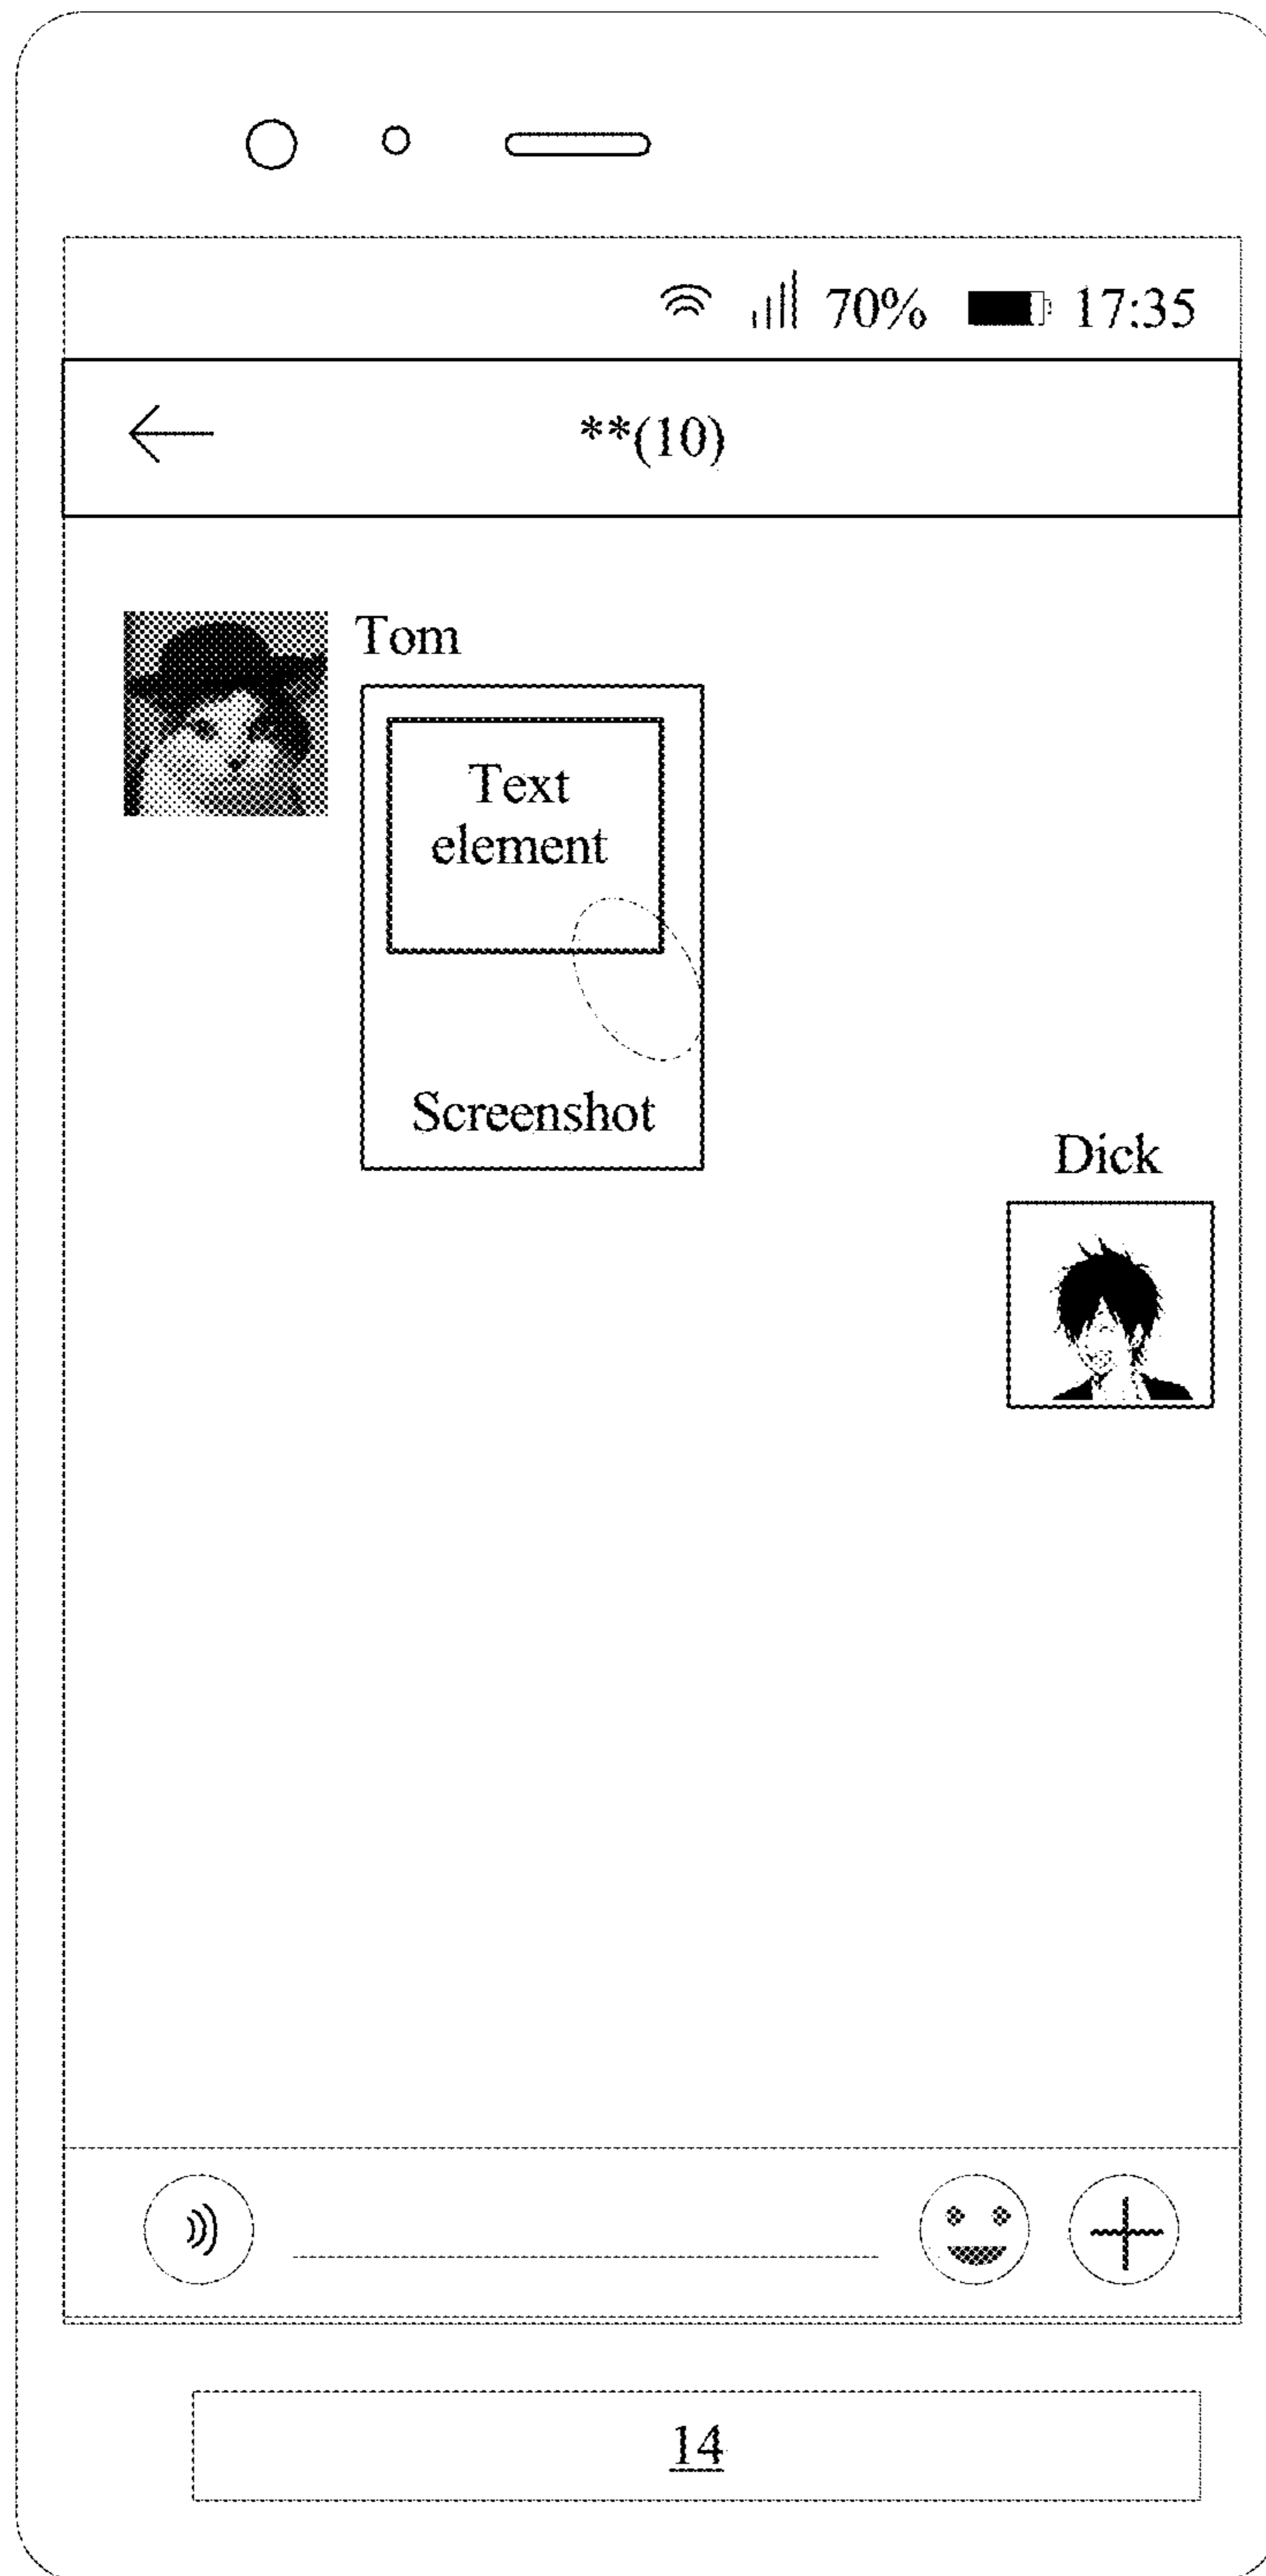 70% 17:35
**(10)
Tom
Text
element
Screenshot
Dick
14